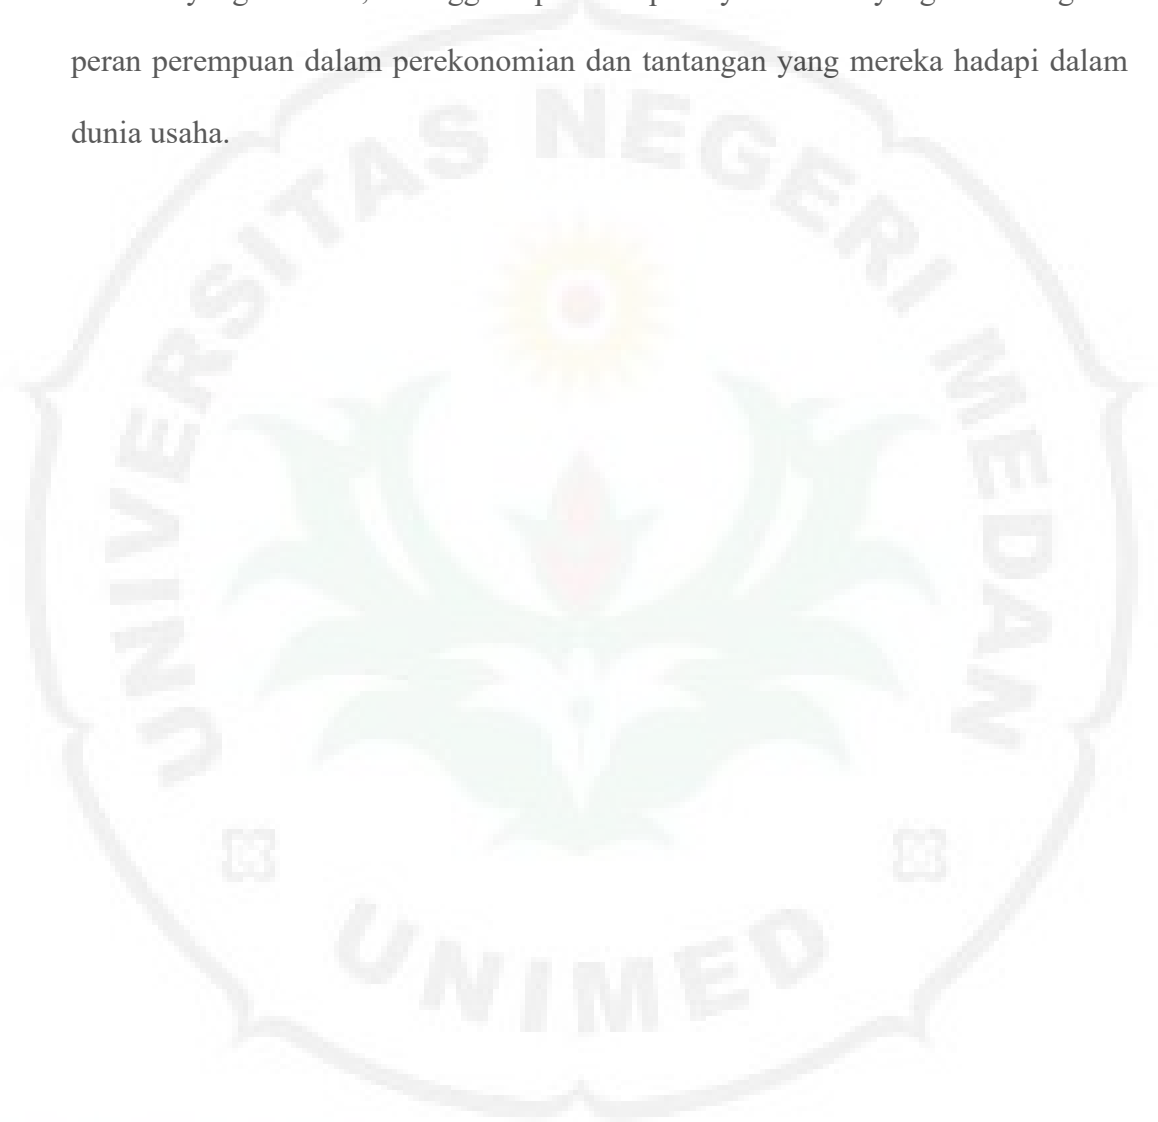 peran perempuan dalam perekonomian dan tantangan yang mereka hadapi dalam
dunia usaha.
UNIVERSITAS NEGERI MEDAN
UNIMED